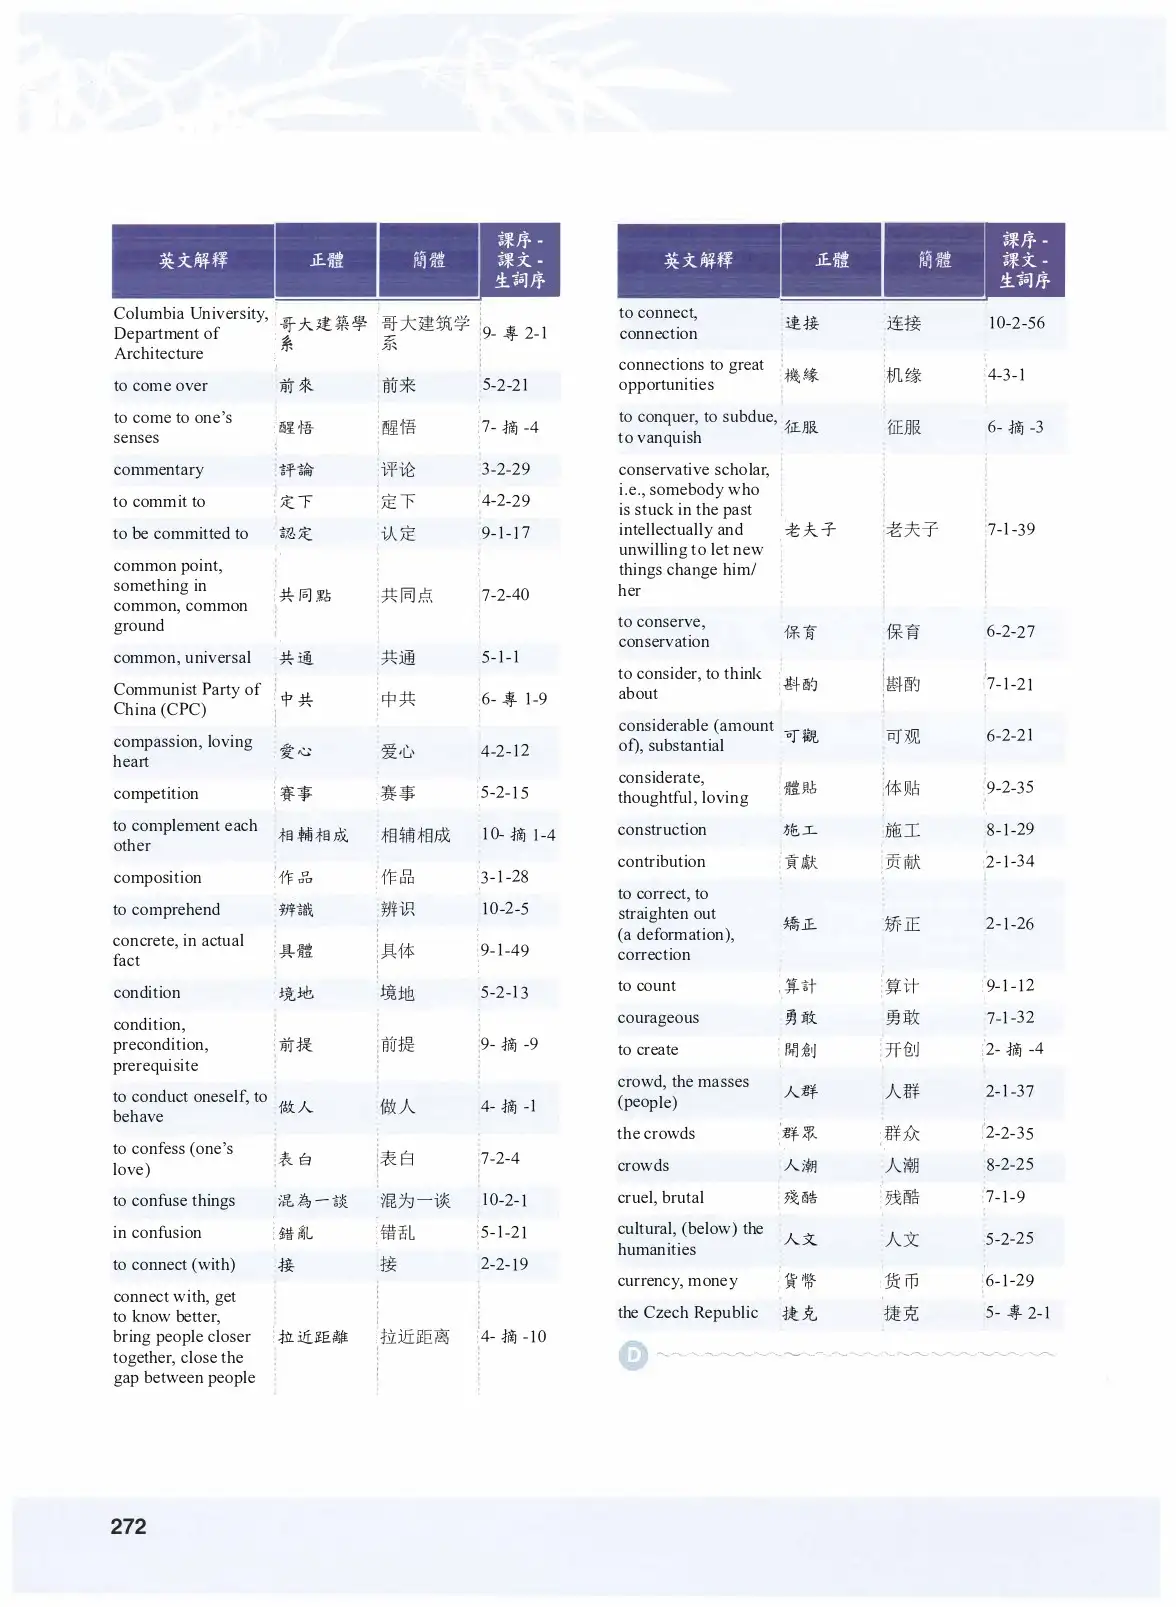 英文解釋 正體 簡體 課序 -
課文 -
生詞序
Columbia University,
Department of
Architecture
哥大建築學
系
哥大建筑学
系
9- 專 2-1
to come over 前來 前来 5-2-21
to come to one’s
senses
醒悟 醒悟 7- 摘 -4
commentary 評論 评论 3-2-29
to commit to 定下 定下 4-2-29
to be committed to 認定 认定 9-1-17
common point,
something in
common, common
ground
共同點 共同点 7-2-40
common, universal 共通 共通 5-1-1
Communist Party of
China (CPC)
中共 中共 6- 專 1-9
compassion, loving
heart
愛心 爱心 4-2-12
competition 賽事 赛事 5-2-15
to complement each
other
相輔相成 相辅相成 10- 摘 1-4
composition 作品 作品 3-1-28
to comprehend 辨識 辨识 10-2-5
concrete, in actual
fact
具體 具体 9-1-49
condition 境地 境地 5-2-13
condition,
precondition,
prerequisite
前提 前提 9- 摘 -9
to conduct oneself, to
behave
做人 做人 4- 摘 -1
to confess (one’s
love)
表白 表白 7-2-4
to confuse things 混為一談 混为一谈 10-2-1
in confusion 錯亂 错乱 5-1-21
to connect (with) 接 接 2-2-19
connect with, get
to know better,
bring people closer
together, close the
gap between people
拉近距離 拉近距离 4- 摘 -10
英文解釋 正體 簡體 課序 -
課文 -
生詞序
to connect,
connection
連接 连接 10-2-56
connections to great
opportunities
機緣 机缘 4-3-1
to conquer, to subdue,
to vanquish
征服 征服 6- 摘 -3
conservative scholar,
i.e., somebody who
is stuck in the past
intellectually and
unwilling to let new
things change him/
her
老夫子 老夫子 7-1-39
to conserve,
conservation
保育 保育 6-2-27
to consider, to think
about
斟酌 斟酌 7-1-21
considerable (amount
of), substantial
可觀 可观 6-2-21
considerate,
thoughtful, loving
體貼 体贴 9-2-35
construction 施工 施工 8-1-29
contribution 貢獻 贡献 2-1-34
to correct, to
straighten out
(a deformation),
correction
矯正 矫正 2-1-26
to count 算計 算计 9-1-12
courageous 勇敢 勇敢 7-1-32
to create 開創 开创 2- 摘 -4
crowd, the masses
(people)
人群 人群 2-1-37
the crowds 群眾 群众 2-2-35
crowds 人潮 人潮 8-2-25
cruel, brutal 殘酷 残酷 7-1-9
cultural, (below) the
humanities
人文 人文 5-2-25
currency, money 貨幣 货币 6-1-29
the Czech Republic 捷克 捷克 5- 專 2-1
D
272